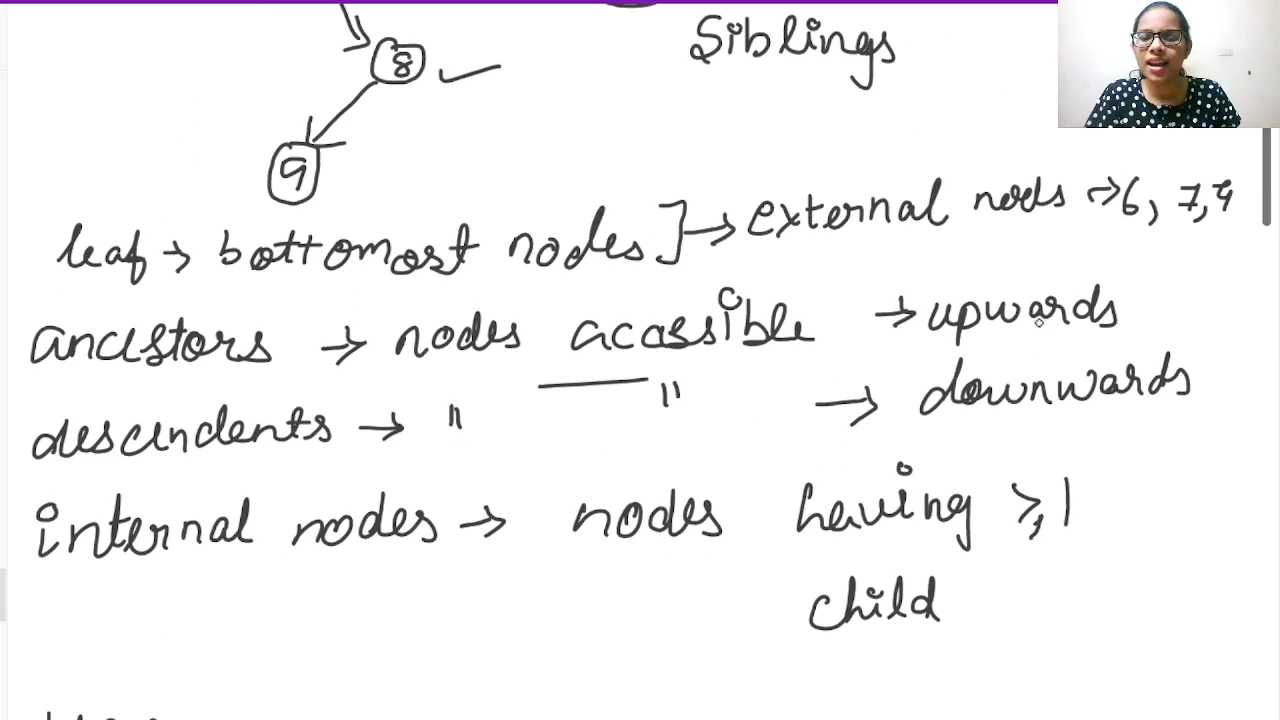 8
Siblings
9
leaf → bottomost nodes] → external nods → 6, 7, 9
ancestors → nodes acassible → upwards
descendents → " —— " → downwards
internal nodes → nodes having ≥ 1
child